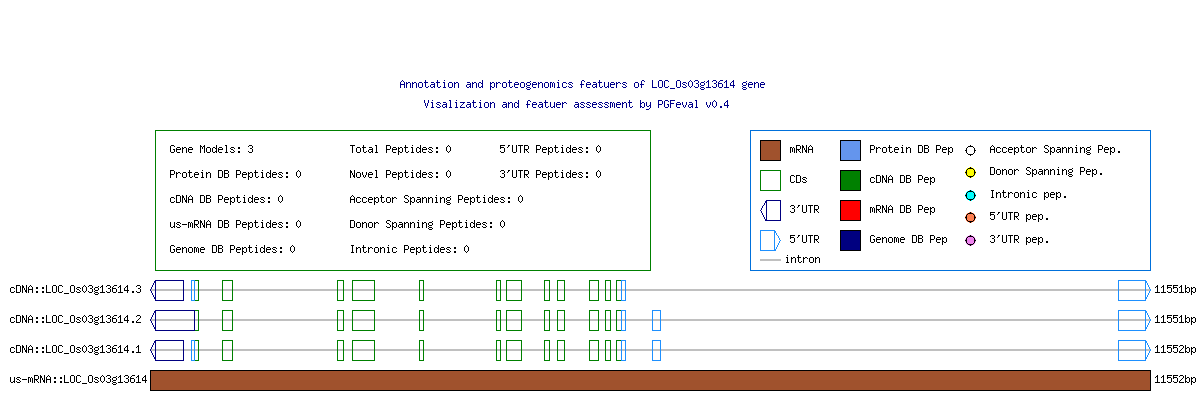 Annotation and proteogenomics featuers of LOC_Os03g13614 gene
Visalization and featuer assessment by PGFeval v0.4
Gene Models: 3 Total Peptides: 0 5'UTR Peptides: 0
Protein DB Peptides: 0 Novel Peptides: 0 3'UTR Peptides: 0
cDNA DB Peptides: 0 Acceptor Spanning Peptides: 0
us-mRNA DB Peptides: 0 Donor Spanning Peptides: 0
Genome DB Peptides: 0 Intronic Peptides: 0
mRNA Protein DB Pep Acceptor Spanning Pep.
CDs cDNA DB Pep Donor Spanning Pep.
3'UTR mRNA DB Pep Intronic pep.
5'UTR Genome DB Pep 5'UTR pep.
intron 3'UTR pep.
cDNA::LOC_Os03g13614.3 11551bp
cDNA::LOC_Os03g13614.2 11551bp
cDNA::LOC_Os03g13614.1 11552bp
us-mRNA::LOC_Os03g13614 11552bp